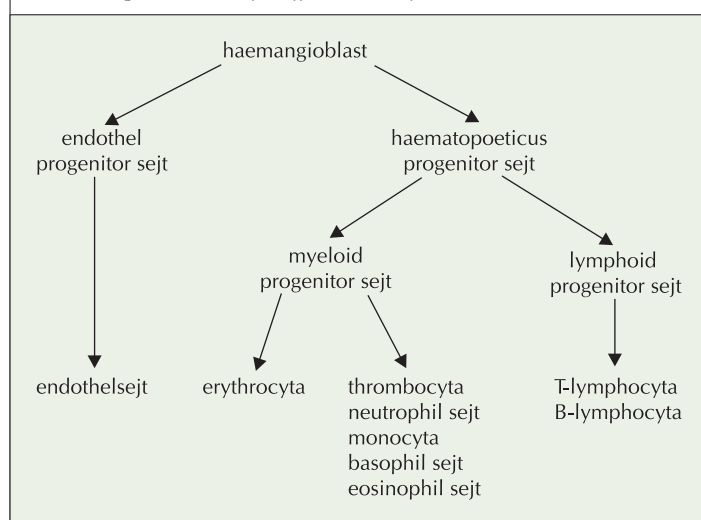 haemangioblast
endothel
progenitor sejt
haematopoeticus
progenitor sejt
myeloid
progenitor sejt
lymphoid
progenitor sejt
endothelsejt
erythrocyta
thrombocyta
neutrophil sejt
monocyta
basophil sejt
eosinophil sejt
T-lymphocyta
B-lymphocyta